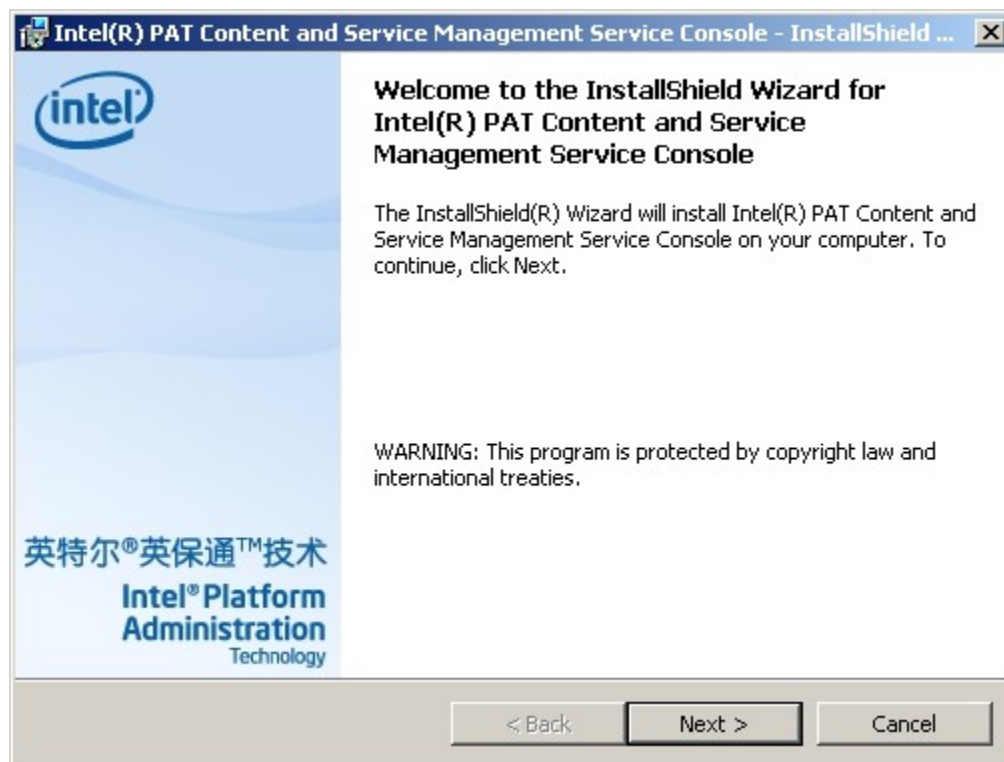 Intel(R) PAT Content and Service Management Service Console - InstallShield ...
intel
Welcome to the InstallShield Wizard for
Intel(R) PAT Content and Service
Management Service Console
The InstallShield(R) Wizard will install Intel(R) PAT Content and
Service Management Service Console on your computer. To
continue, click Next.
WARNING: This program is protected by copyright law and
international treaties.
英特尔®英保通™技术
Intel® Platform
Administration
Technology
< Back
Next >
Cancel